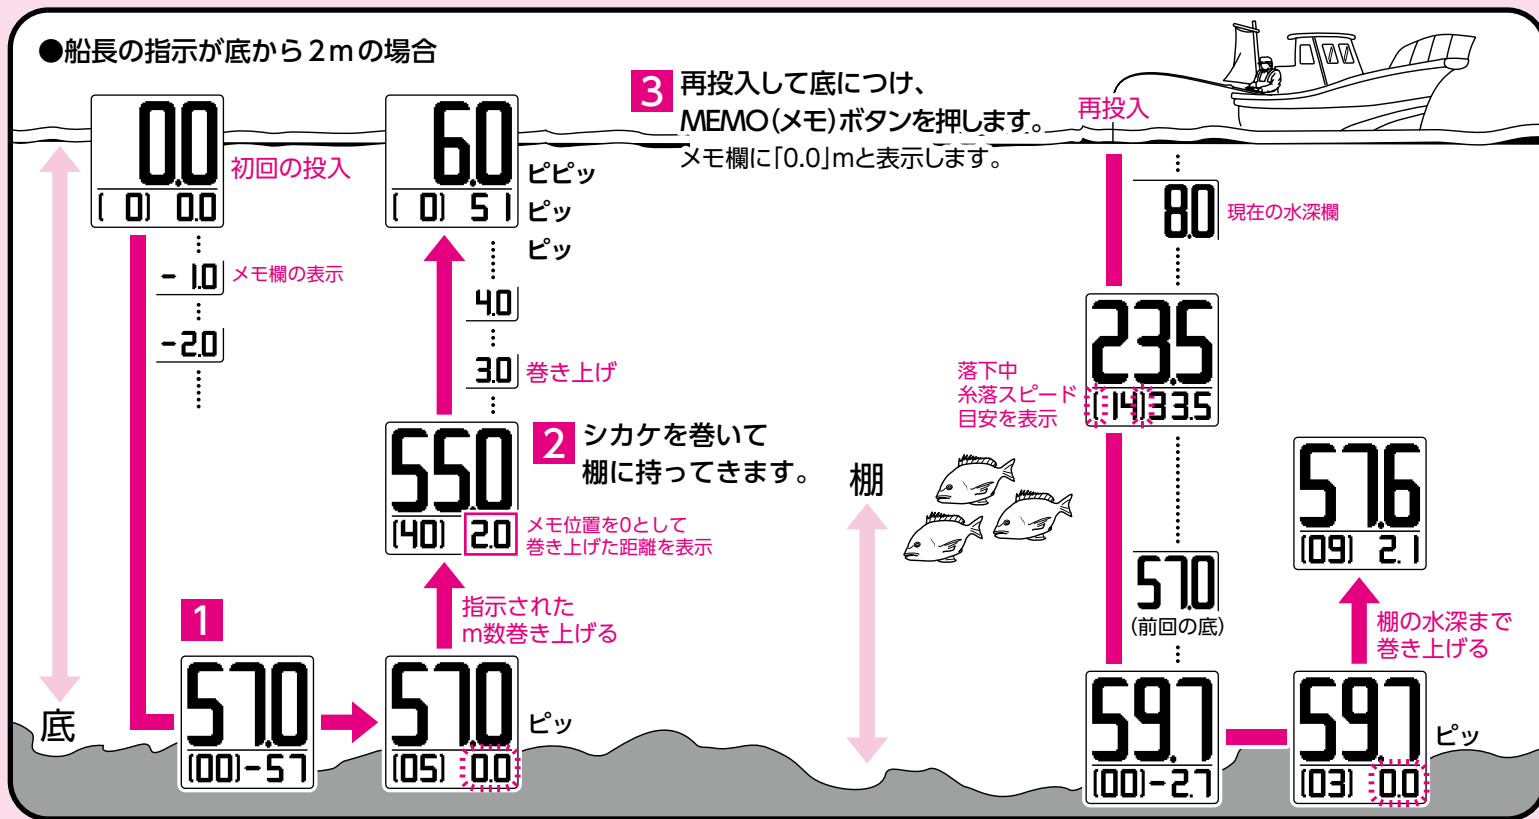 ●船長の指示が底から2mの場合
0.0
( 0) 0.0
初回の投入
- 1.0
メモ欄の表示
-2.0
底
1
57.0
(00)-57
57.0
(05) 0.0
ピッ
指示された
m数巻き上げる
55.0
(40) 2.0
2
シカケを巻いて
棚に持ってきます。
メモ位置を0として
巻き上げた距離を表示
3.0
巻き上げ
4.0
6.0
( 0) 51
ピピッ
ピッ
ピッ
3
再投入して底につけ、
MEMO(メモ)ボタンを押します。
メモ欄に「0.0」mと表示します。
再投入
8.0
現在の水深欄
23.5
(14)33.5
落下中
糸落スピード
目安を表示
棚
57.0
(前回の底)
59.7
(00)-2.7
59.7
(03) 0.0
ピッ
棚の水深まで
巻き上げる
57.6
(09) 2.1